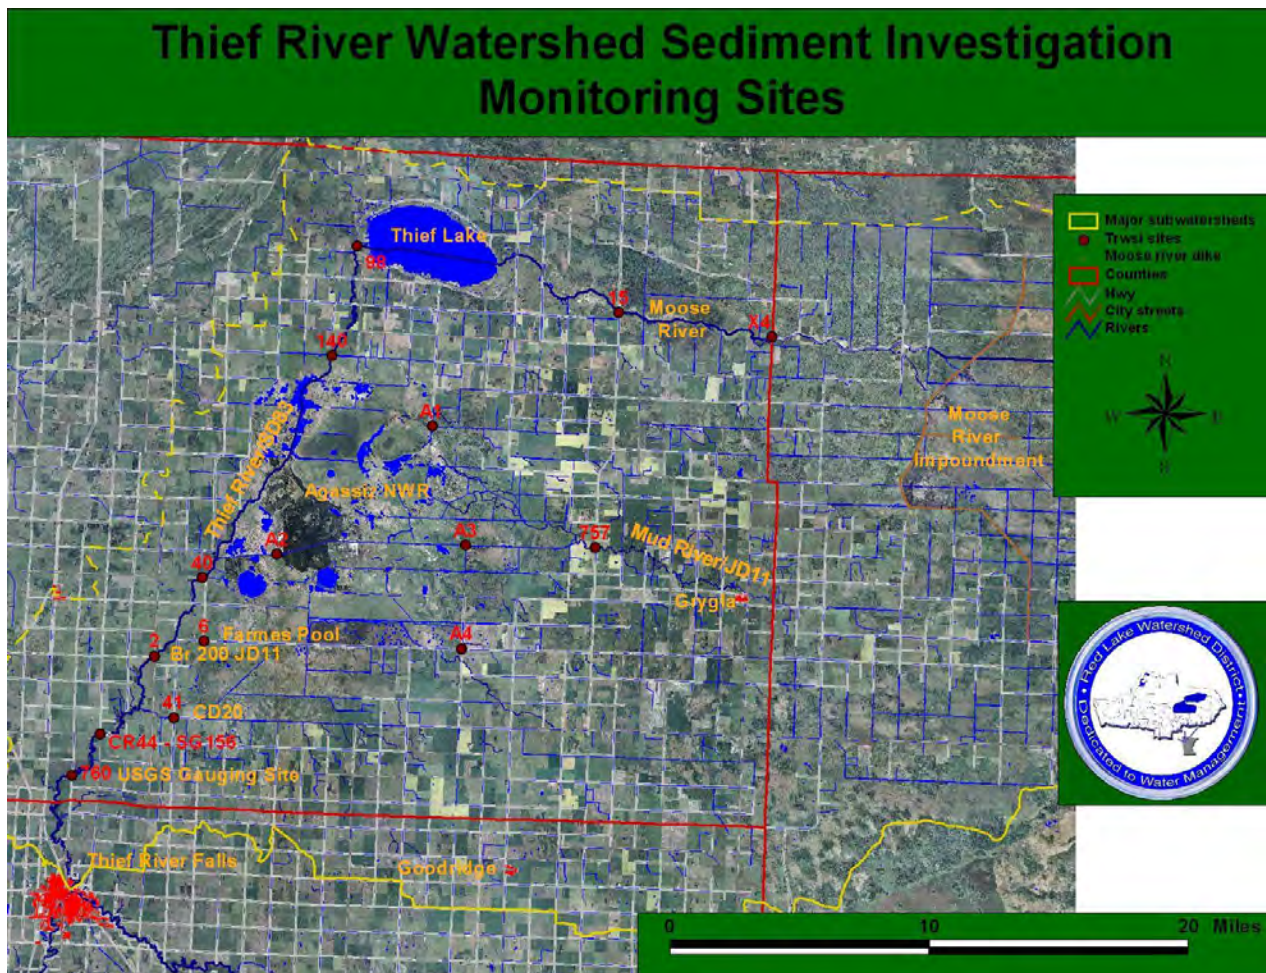 Thief River Watershed Sediment Investigation
Monitoring Sites
Major subwatersheds
Trwsi sites
Moose river dike
Counties
Hwy
City streets
Rivers
N
W
E
S
Thief Lake
98
15
Moose
River
X4
140
Thief River/SD83
A1
Moose
River
Impoundment
Agassiz NWR
A2
A3
757
Mud River/JD11
40
Grygla
6
Farmes Pool
2
Br 200 JD11
A4
41
CD20
CR44 - SG156
760
USGS Gauging Site
Thief River Falls
Goodridge
Red Lake Watershed District
Dedicated to Water Management
0
10
20
Miles